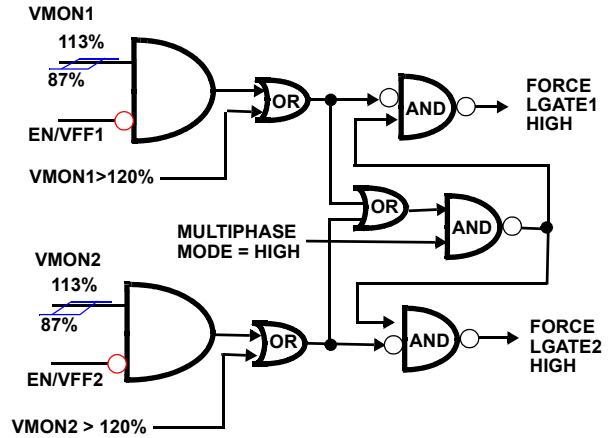 VMON1
113%
87%
EN/VFF1
VMON1>120%
OR
AND
FORCE
LGATE1
HIGH
OR
AND
MULTIPHASE
MODE = HIGH
VMON2
113%
87%
EN/VFF2
VMON2 > 120%
OR
AND
FORCE
LGATE2
HIGH